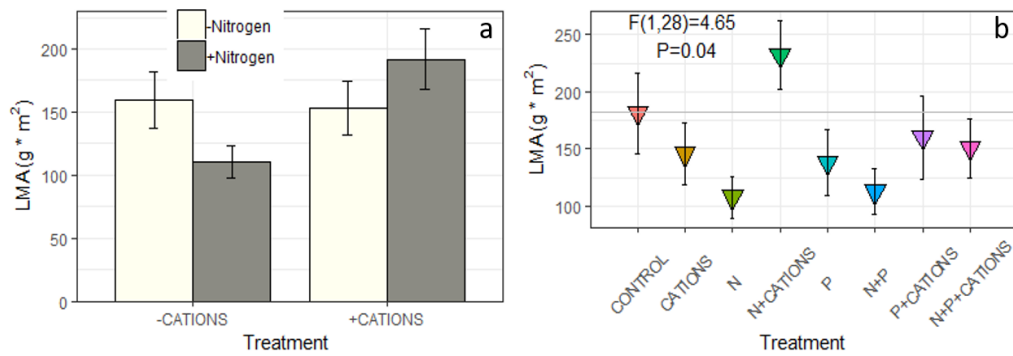 -Nitrogen
+Nitrogen
a
LMA(g * m²)
200
150
100
50
0
-CATIONS
+CATIONS
Treatment
F(1,28)=4.65
P=0.04
b
LMA(g * m²)
250
200
150
100
CONTROL
CATIONS
N
N+CATIONS
P
N+P
P+CATIONS
N+P+CATIONS
Treatment